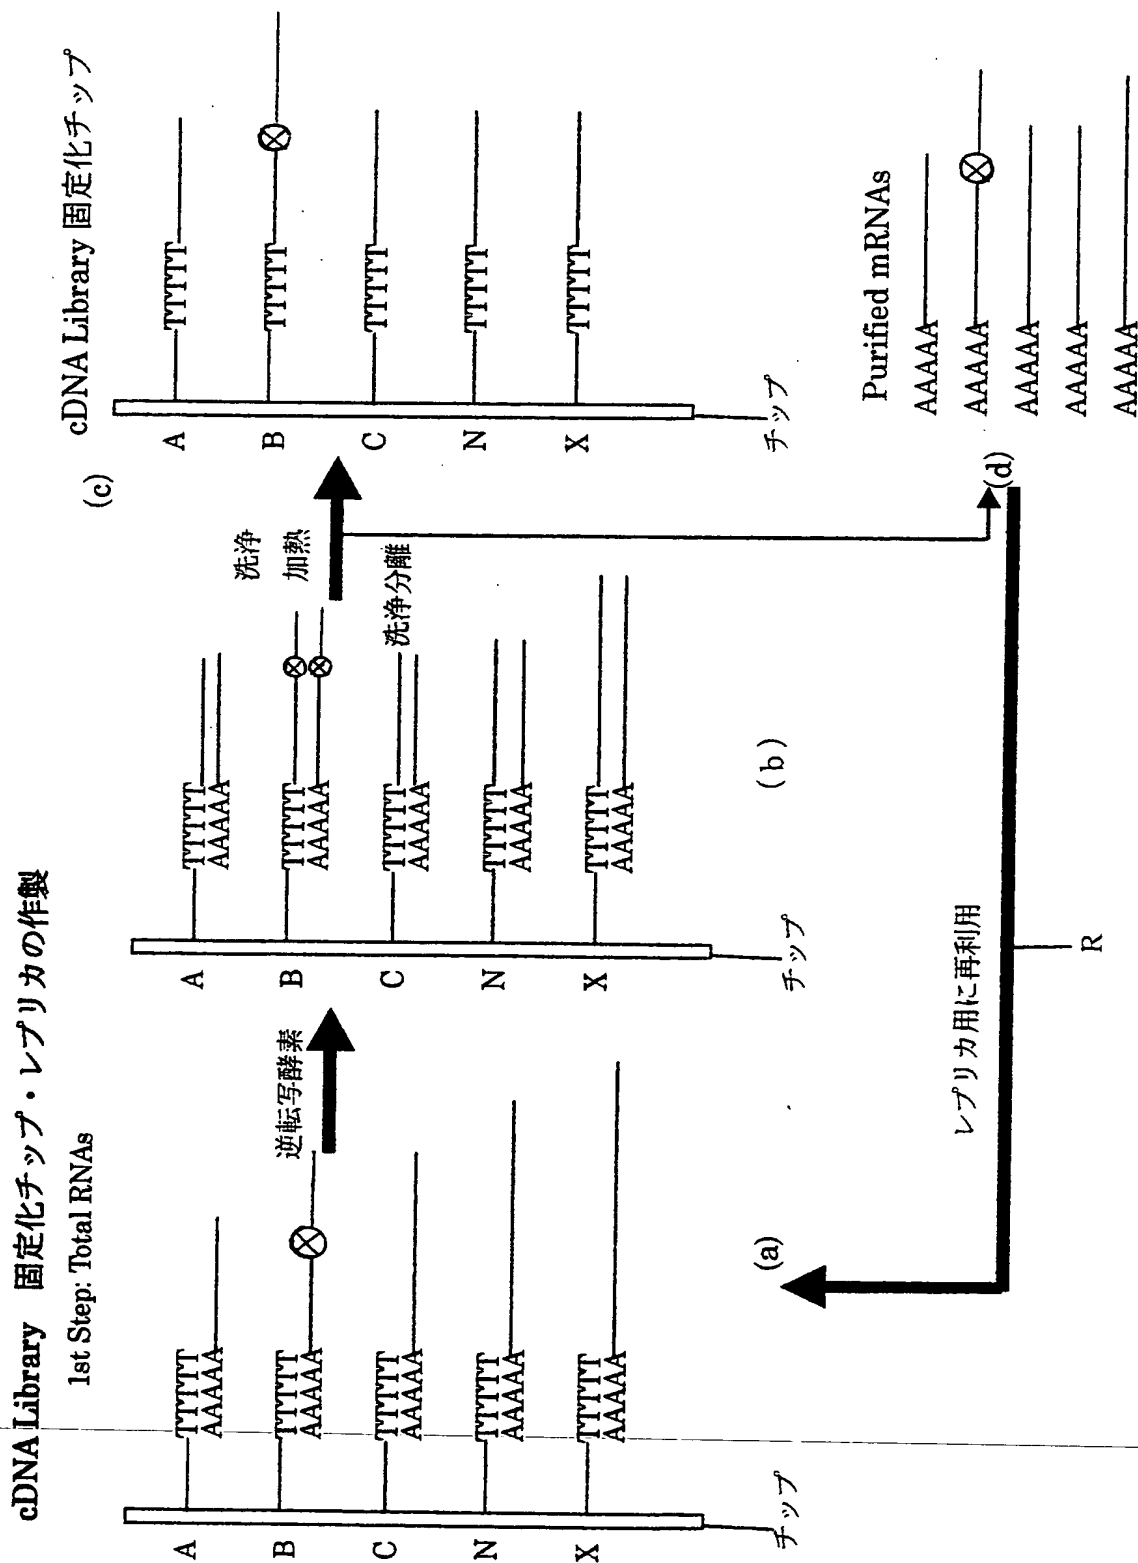 cDNA Library 固定化チップ・レプリカの作製
1st Step: Total RNAs
A
TTTTT
AAAAA
B
TTTTT
AAAAA
C
TTTTT
AAAAA
N
TTTTT
AAAAA
X
TTTTT
AAAAA
チップ
(a)
逆転写酵素
A
TTTTT
AAAAA
B
TTTTT
AAAAA
C
TTTTT
AAAAA
N
TTTTT
AAAAA
X
TTTTT
AAAAA
チップ
(b)
洗浄
加熱
洗浄分離
(c)
cDNA Library 固定化チップ
A
TTTTT
B
TTTTT
C
TTTTT
N
TTTTT
X
TTTTT
チップ
(d)
Purified mRNAs
AAAAA
AAAAA
AAAAA
AAAAA
AAAAA
レプリカ用に再利用
R